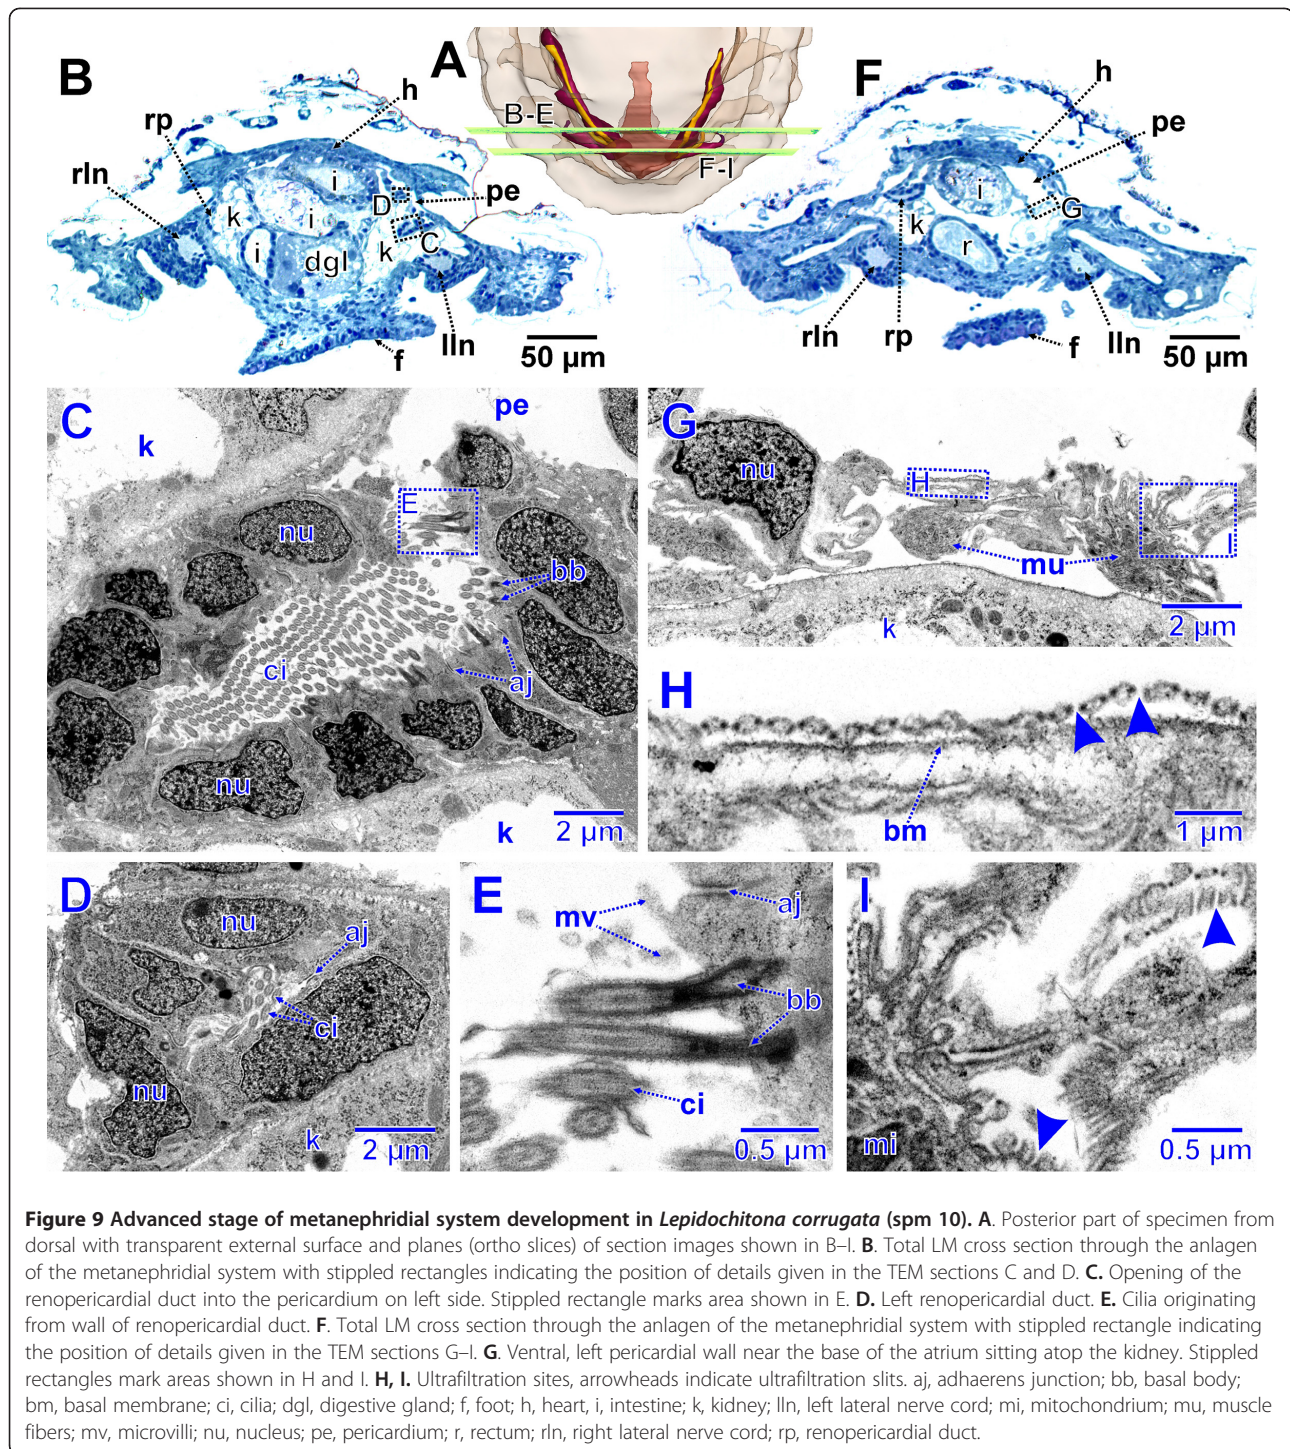 A
B
F
B-E
F-I
h
rp
rln
pe
i
D
k
i
C
i
dgl
k
lln
f
50 µm
h
pe
i
G
k
r
rln
rp
f
lln
50 µm
C
pe
k
E
nu
bb
ci
aj
nu
k
2 µm
G
nu
H
I
mu
k
2 µm
H
bm
1 µm
D
nu
aj
ci
nu
k
2 µm
E
mv
aj
bb
ci
0.5 µm
I
mi
0.5 µm
Figure 9 Advanced stage of metanephridial system development in Lepidochitona corrugata (spm 10). A. Posterior part of specimen from
dorsal with transparent external surface and planes (ortho slices) of section images shown in B–I. B. Total LM cross section through the anlagen
of the metanephridial system with stippled rectangles indicating the position of details given in the TEM sections C and D. C. Opening of the
renopericardial duct into the pericardium on left side. Stippled rectangle marks area shown in E. D. Left renopericardial duct. E. Cilia originating
from wall of renopericardial duct. F. Total LM cross section through the anlagen of the metanephridial system with stippled rectangle indicating
the position of details given in the TEM sections G–I. G. Ventral, left pericardial wall near the base of the atrium sitting atop the kidney. Stippled
rectangles mark areas shown in H and I. H, I. Ultrafiltration sites, arrowheads indicate ultrafiltration slits. aj, adhaerens junction; bb, basal body;
bm, basal membrane; ci, cilia; dgl, digestive gland; f, foot; h, heart, i, intestine; k, kidney; lln, left lateral nerve cord; mi, mitochondrium; mu, muscle
fibers; mv, microvilli; nu, nucleus; pe, pericardium; r, rectum; rln, right lateral nerve cord; rp, renopericardial duct.